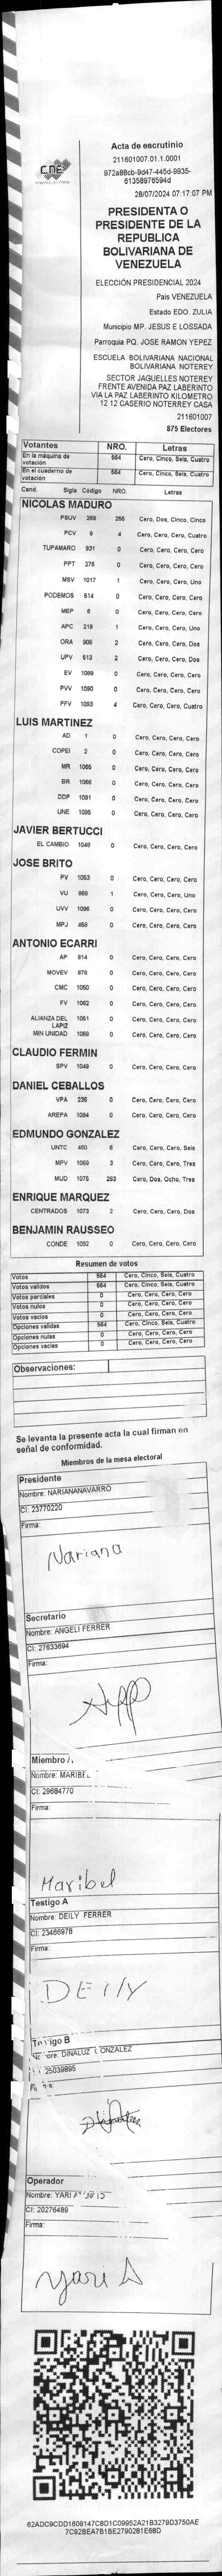 CNE
Acta de escrutinio
211601007.01.1.0001
972a88cb-9d47-445d-9935-
61358976594d
28/07/2024 07:17:07 PM
PRESIDENTA O
PRESIDENTE DE LA
REPUBLICA
BOLIVARIANA DE
VENEZUELA
ELECCIÓN PRESIDENCIAL 2024
Pais VENEZUELA
Estado EDO. ZULIA
Municipio MP. JESUS E LOSSADA
Parroquia PQ. JOSE RAMON YEPEZ
ESCUELA BOLIVARIANA NACIONAL
BOLIVARIANA NOTEREY
SECTOR JAGUELLES NOTEREY
FRENTE AVENIDA PAZ LABERINTO
VIA LA PAZ LABERINTO KILOMETRO
12 12 CASERIO NOTERREY CASA
211601007
875 Electores
Votantes NRO. Letras
En la máquina de votación 564 Cero, Cinco, Seis, Cuatro
En el cuaderno de votación 564 Cero, Cinco, Seis, Cuatro
Cand. Sigla Código NRO. Letras
NICOLAS MADURO
PSUV 269 255 Cero, Dos, Cinco, Cinco
PCV 9 4 Cero, Cero, Cero, Cuatro
TUPAMARO 931 0 Cero, Cero, Cero, Cero
PPT 276 0 Cero, Cero, Cero, Cero
MSV 1017 1 Cero, Cero, Cero, Uno
PODEMOS 614 0 Cero, Cero, Cero, Cero
MEP 6 0 Cero, Cero, Cero, Cero
APC 219 1 Cero, Cero, Cero, Uno
ORA 906 2 Cero, Cero, Cero, Dos
UPV 513 2 Cero, Cero, Cero, Dos
EV 1089 0 Cero, Cero, Cero, Cero
PVV 1090 0 Cero, Cero, Cero, Cero
PFV 1093 4 Cero, Cero, Cero, Cuatro
LUIS MARTINEZ
AD 1 0 Cero, Cero, Cero, Cero
COPEI 2 0 Cero, Cero, Cero, Cero
MR 1065 0 Cero, Cero, Cero, Cero
BR 1066 0 Cero, Cero, Cero, Cero
DDP 1091 0 Cero, Cero, Cero, Cero
UNE 1095 0 Cero, Cero, Cero, Cero
JAVIER BERTUCCI
EL CAMBIO 1048 0 Cero, Cero, Cero, Cero
JOSE BRITO
PV 1053 0 Cero, Cero, Cero, Cero
VU 868 1 Cero, Cero, Cero, Uno
UVV 1096 0 Cero, Cero, Cero, Cero
MPJ 458 0 Cero, Cero, Cero, Cero
ANTONIO ECARRI
AP 814 0 Cero, Cero, Cero, Cero
MOVEV 878 0 Cero, Cero, Cero, Cero
CMC 1050 0 Cero, Cero, Cero, Cero
FV 1062 0 Cero, Cero, Cero, Cero
ALIANZA DEL LAPIZ 1051 0 Cero, Cero, Cero, Cero
MIN UNIDAD 1068 0 Cero, Cero, Cero, Cero
CLAUDIO FERMIN
SPV 1049 0 Cero, Cero, Cero, Cero
DANIEL CEBALLOS
VPA 236 0 Cero, Cero, Cero, Cero
AREPA 1094 0 Cero, Cero, Cero, Cero
EDMUNDO GONZALEZ
UNTC 460 6 Cero, Cero, Cero, Seis
MPV 1069 3 Cero, Cero, Cero, Tres
MUD 1075 283 Cero, Dos, Ocho, Tres
ENRIQUE MARQUEZ
CENTRADOS 1073 2 Cero, Cero, Cero, Dos
BENJAMIN RAUSSEO
CONDE 1092 0 Cero, Cero, Cero, Cero
Resumen de votos
Votos 564 Cero, Cinco, Seis, Cuatro
Votos validos 564 Cero, Cinco, Seis, Cuatro
Votos parciales 0 Cero, Cero, Cero, Cero
Votos nulos 0 Cero, Cero, Cero, Cero
Votos vacios 0 Cero, Cero, Cero, Cero
Opciones validas 564 Cero, Cinco, Seis, Cuatro
Opciones nulas 0 Cero, Cero, Cero, Cero
Opciones vacias 0 Cero, Cero, Cero, Cero
Observaciones:
Se levanta la presente acta la cual firman en
señal de conformidad.
Miembros de la mesa electoral
Presidente
Nombre: NARIANANAVARRO
CI: 23770220
Firma:
Nariana
Secretario
Nombre: ANGELI FERRER
CI: 27633694
Firma:
Miembro
Nombre: MARIBEL
CI: 29684770
Firma:
Maribel
Testigo A
Nombre: DEILY FERRER
CI: 23466978
Firma:
DEILY
Testigo B
DINALUZ GONZALEZ
25039895
Operador
Nombre: YARI
CI: 20276489
Firma:
yari A
62ADC9CDD1609147C8D1C09952A21B3279D3750AE
7C92BEA7B1BE2790281E68D